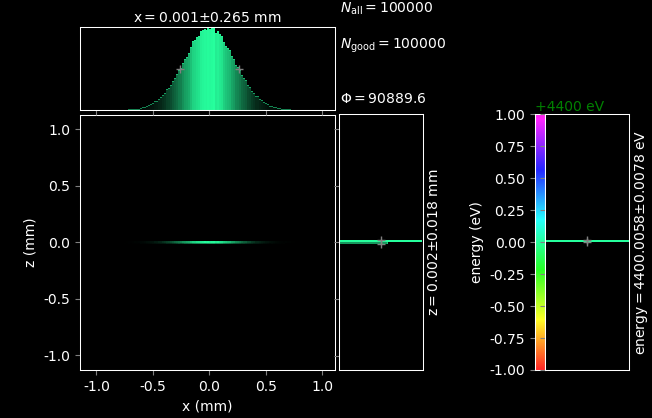 x = 0.001±0.265 mm
N_all = 100000
N_good = 100000
Φ = 90889.6
+4400 eV
1.0
0.5
0.0
-0.5
-1.0
z (mm)
-1.0
-0.5
0.0
0.5
1.0
x (mm)
z = 0.002±0.018 mm
1.00
0.75
0.50
0.25
0.00
-0.25
-0.50
-0.75
-1.00
energy (eV)
energy = 4400.0058±0.0078 eV